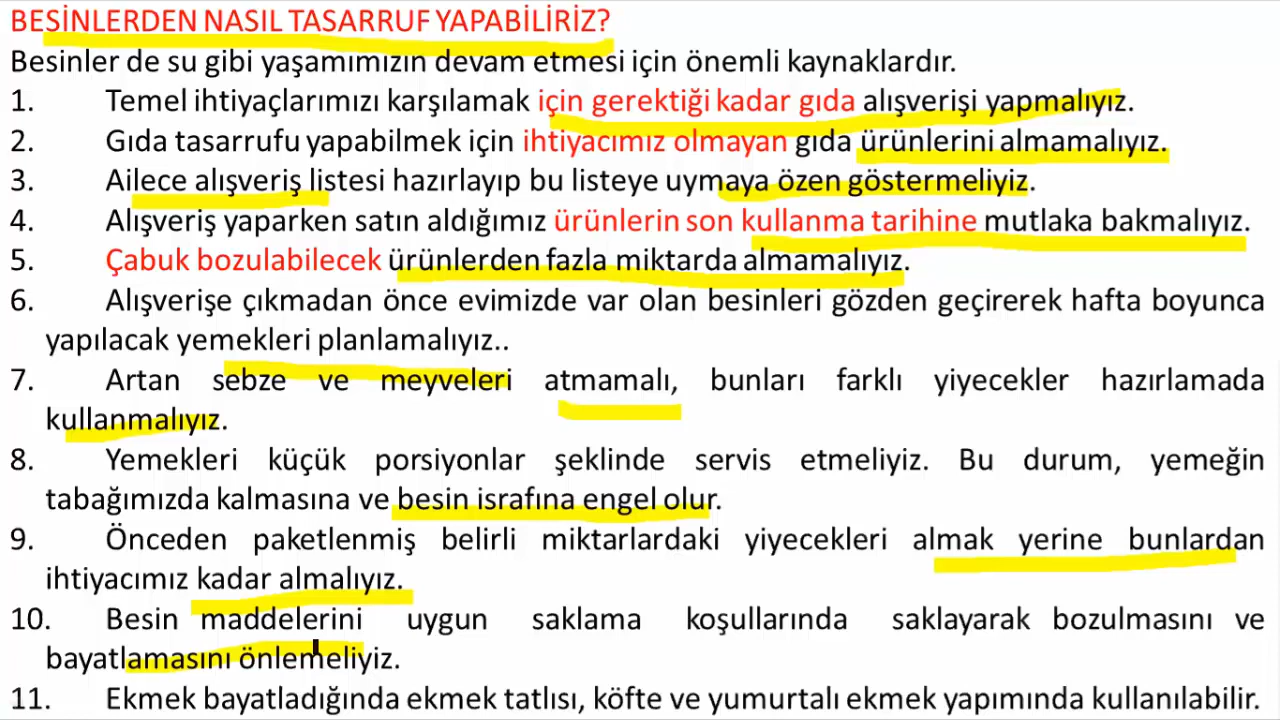 BESİNLERDEN NASIL TASARRUF YAPABİLİRİZ?
Besinler de su gibi yaşamımızın devam etmesi için önemli kaynaklardır.
1. Temel ihtiyaçlarımızı karşılamak için gerektiği kadar gıda alışverişi yapmalıyız.
2. Gıda tasarrufu yapabilmek için ihtiyacımız olmayan gıda ürünlerini almamalıyız.
3. Ailece alışveriş listesi hazırlayıp bu listeye uymaya özen göstermeliyiz.
4. Alışveriş yaparken satın aldığımız ürünlerin son kullanma tarihine mutlaka bakmalıyız.
5. Çabuk bozulabilecek ürünlerden fazla miktarda almamalıyız.
6. Alışverişe çıkmadan önce evimizde var olan besinleri gözden geçirerek hafta boyunca
yapılacak yemekleri planlamalıyız..
7. Artan sebze ve meyveleri atmamalı, bunları farklı yiyecekler hazırlamada
kullanmalıyız.
8. Yemekleri küçük porsiyonlar şeklinde servis etmeliyiz. Bu durum, yemeğin
tabağımızda kalmasına ve besin israfına engel olur.
9. Önceden paketlenmiş belirli miktarlardaki yiyecekleri almak yerine bunlardan
ihtiyacımız kadar almalıyız.
10. Besin maddelerini uygun saklama koşullarında saklayarak bozulmasını ve
bayatlamasını önlemeliyiz.
11. Ekmek bayatladığında ekmek tatlısı, köfte ve yumurtalı ekmek yapımında kullanılabilir.